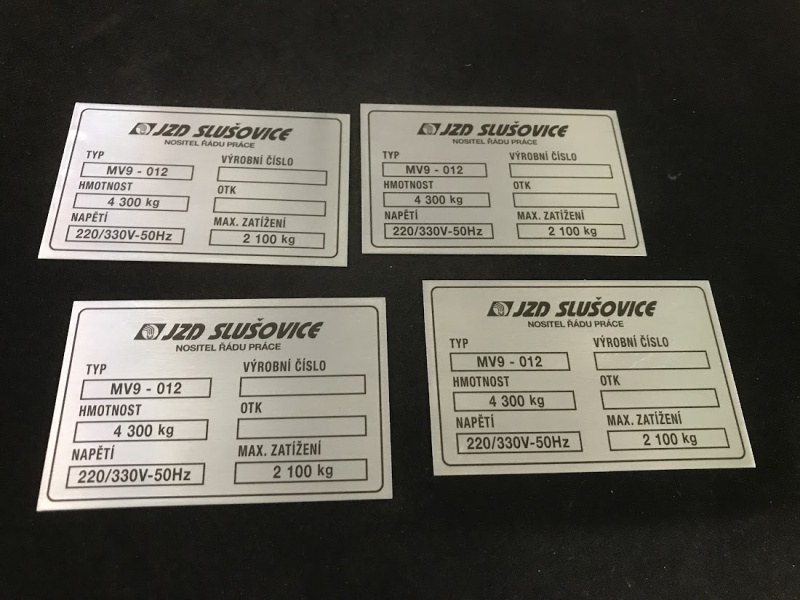 JZD SLUŠOVICE
NOSITEL ŘÁDU PRÁCE
TYP
VÝROBNÍ ČÍSLO
MV9 - 012
HMOTNOST
OTK
4 300 kg
NAPĚTÍ
MAX. ZATÍŽENÍ
220/330V-50Hz
2 100 kg
JZD SLUŠOVICE
NOSITEL ŘÁDU PRÁCE
TYP
VÝROBNÍ ČÍSLO
MV9 - 012
HMOTNOST
OTK
4 300 kg
NAPĚTÍ
MAX. ZATÍŽENÍ
220/330V-50Hz
2 100 kg
JZD SLUŠOVICE
NOSITEL ŘÁDU PRÁCE
TYP
VÝROBNÍ ČÍSLO
MV9 - 012
HMOTNOST
OTK
4 300 kg
NAPĚTÍ
MAX. ZATÍŽENÍ
220/330V-50Hz
2 100 kg
JZD SLUŠOVICE
NOSITEL ŘÁDU PRÁCE
TYP
VÝROBNÍ ČÍSLO
MV9 - 012
HMOTNOST
OTK
4 300 kg
NAPĚTÍ
MAX. ZATÍŽENÍ
220/330V-50Hz
2 100 kg